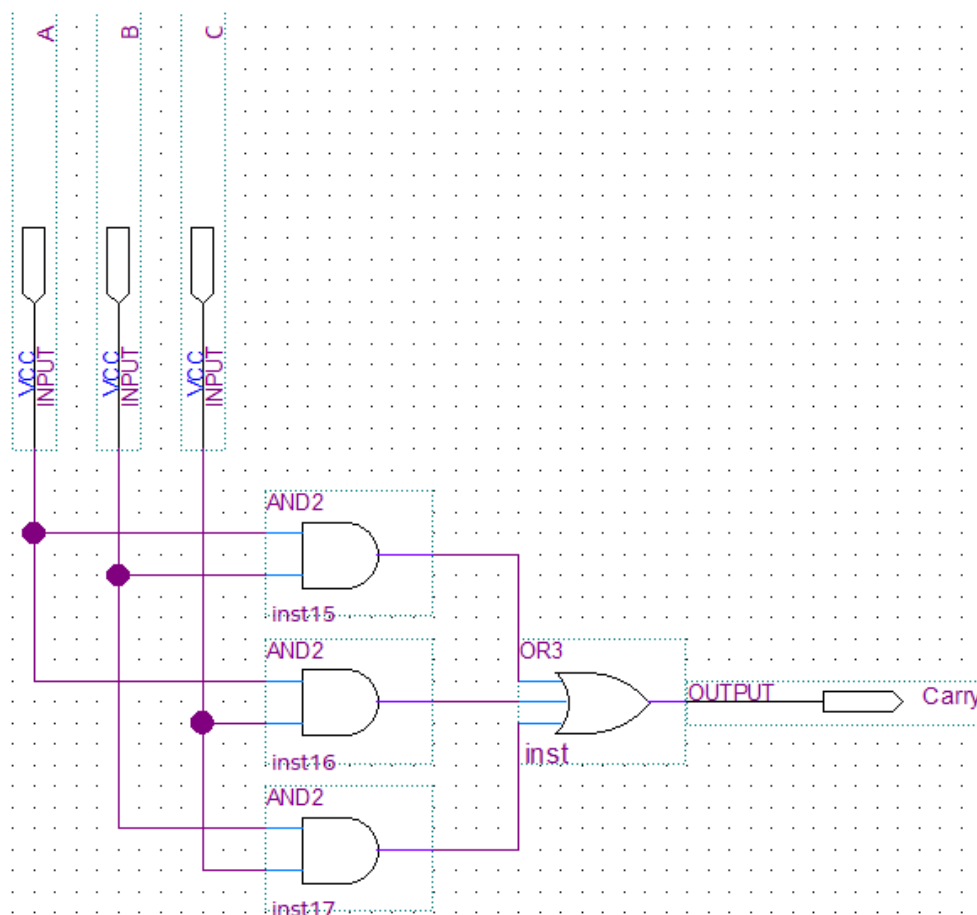 A
B
C
VCC
INPUT
VCC
INPUT
VCC
INPUT
AND2
inst15
AND2
inst16
AND2
inst17
OR3
inst
OUTPUT
Carry